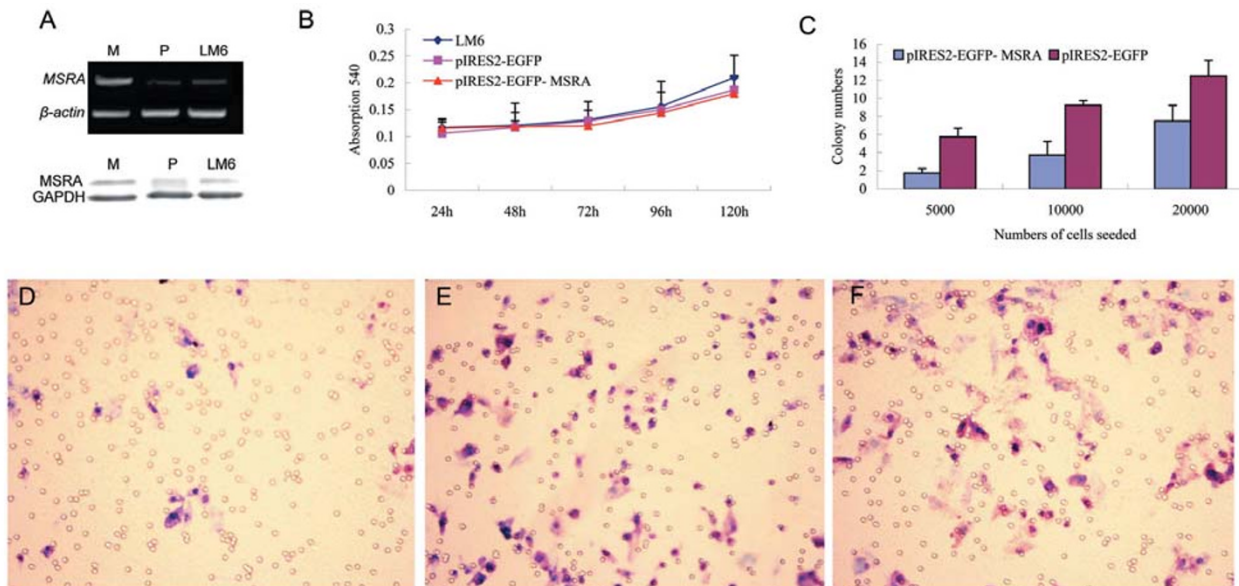 A
M P LM6
MSRA
β-actin
M P LM6
MSRA
GAPDH
B
0.3
0.25
0.2
0.15
0.1
0.05
0
Absorption 540
LM6
pIRES2-EGFP
pIRES2-EGFP- MSRA
24h 48h 72h 96h 120h
C
16
14
12
10
8
6
4
2
0
Colony numbers
pIRES2-EGFP- MSRA pIRES2-EGFP
5000 10000 20000
Numbers of cells seeded
D
E
F